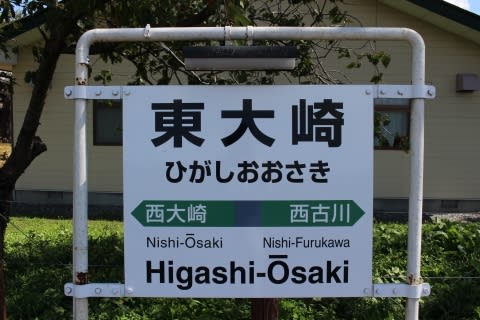 東大崎
ひがしおおさき
西大崎 西古川
Nishi-Ōsaki Nishi-Furukawa
Higashi-Ōsaki